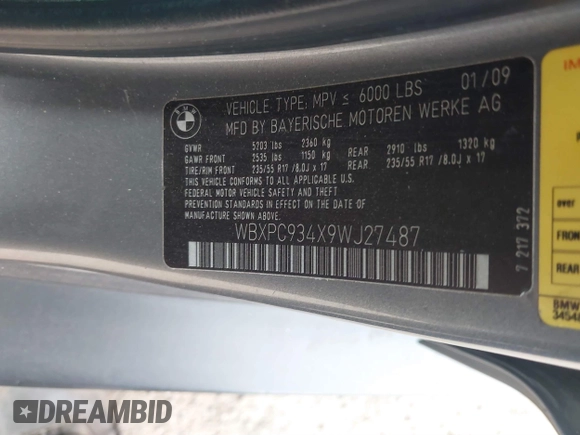 BMW
VEHICLE TYPE: MPV ≤ 6000 LBS 01/09
MFD BY BAYERISCHE MOTOREN WERKE AG
GVWR 5203 lbs 2360 kg
GAWR FRONT 2535 lbs 1150 kg REAR 2910 lbs 1320 kg
TIRE/RIM FRONT 235/55 R17 /8.0J x 17 REAR 235/55 R17 /8.0J x 17
THIS VEHICLE CONFORMS TO ALL APPLICABLE U.S.
FEDERAL MOTOR VEHICLE SAFETY AND THEFT
PREVENTION STANDARDS IN EFFECT ON THE DATE OF
MANUFACTURE SHOWN ABOVE.
WBXPC934X9WJ27487
7 217 372
IM
over
BMW
DREAMBID